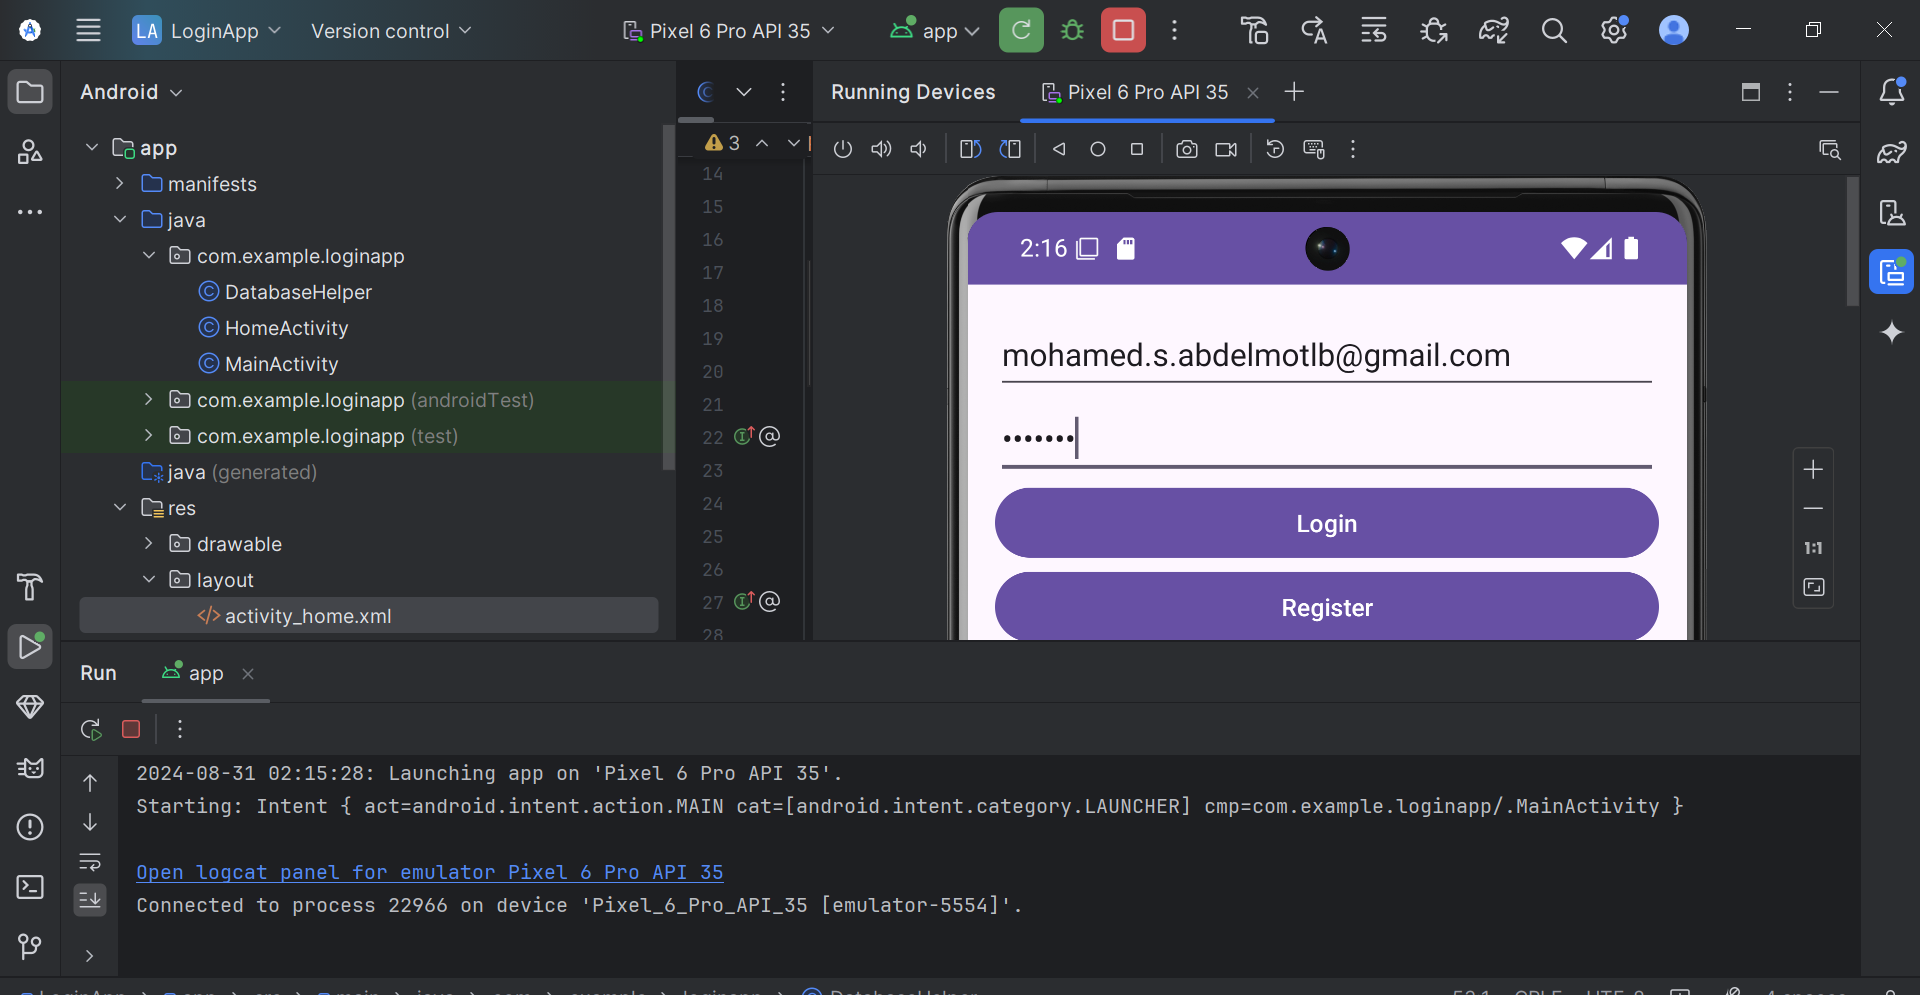 LA LoginApp Version control Pixel 6 Pro API 35 app
Android
3
Running Devices Pixel 6 Pro API 35
app
manifests
java
com.example.loginapp
DatabaseHelper
HomeActivity
MainActivity
com.example.loginapp (androidTest)
com.example.loginapp (test)
java (generated)
res
drawable
layout
activity_home.xml
14
15
16
17
18
19
20
21
22
23
24
25
26
27
28
2:16
mohamed.s.abdelmotlb@gmail.com
•••••••
Login
Register
1:1
Run app
2024-08-31 02:15:28: Launching app on 'Pixel 6 Pro API 35'.
Starting: Intent { act=android.intent.action.MAIN cat=[android.intent.category.LAUNCHER] cmp=com.example.loginapp/.MainActivity }
Open logcat panel for emulator Pixel 6 Pro API 35
Connected to process 22966 on device 'Pixel_6_Pro_API_35 [emulator-5554]'.